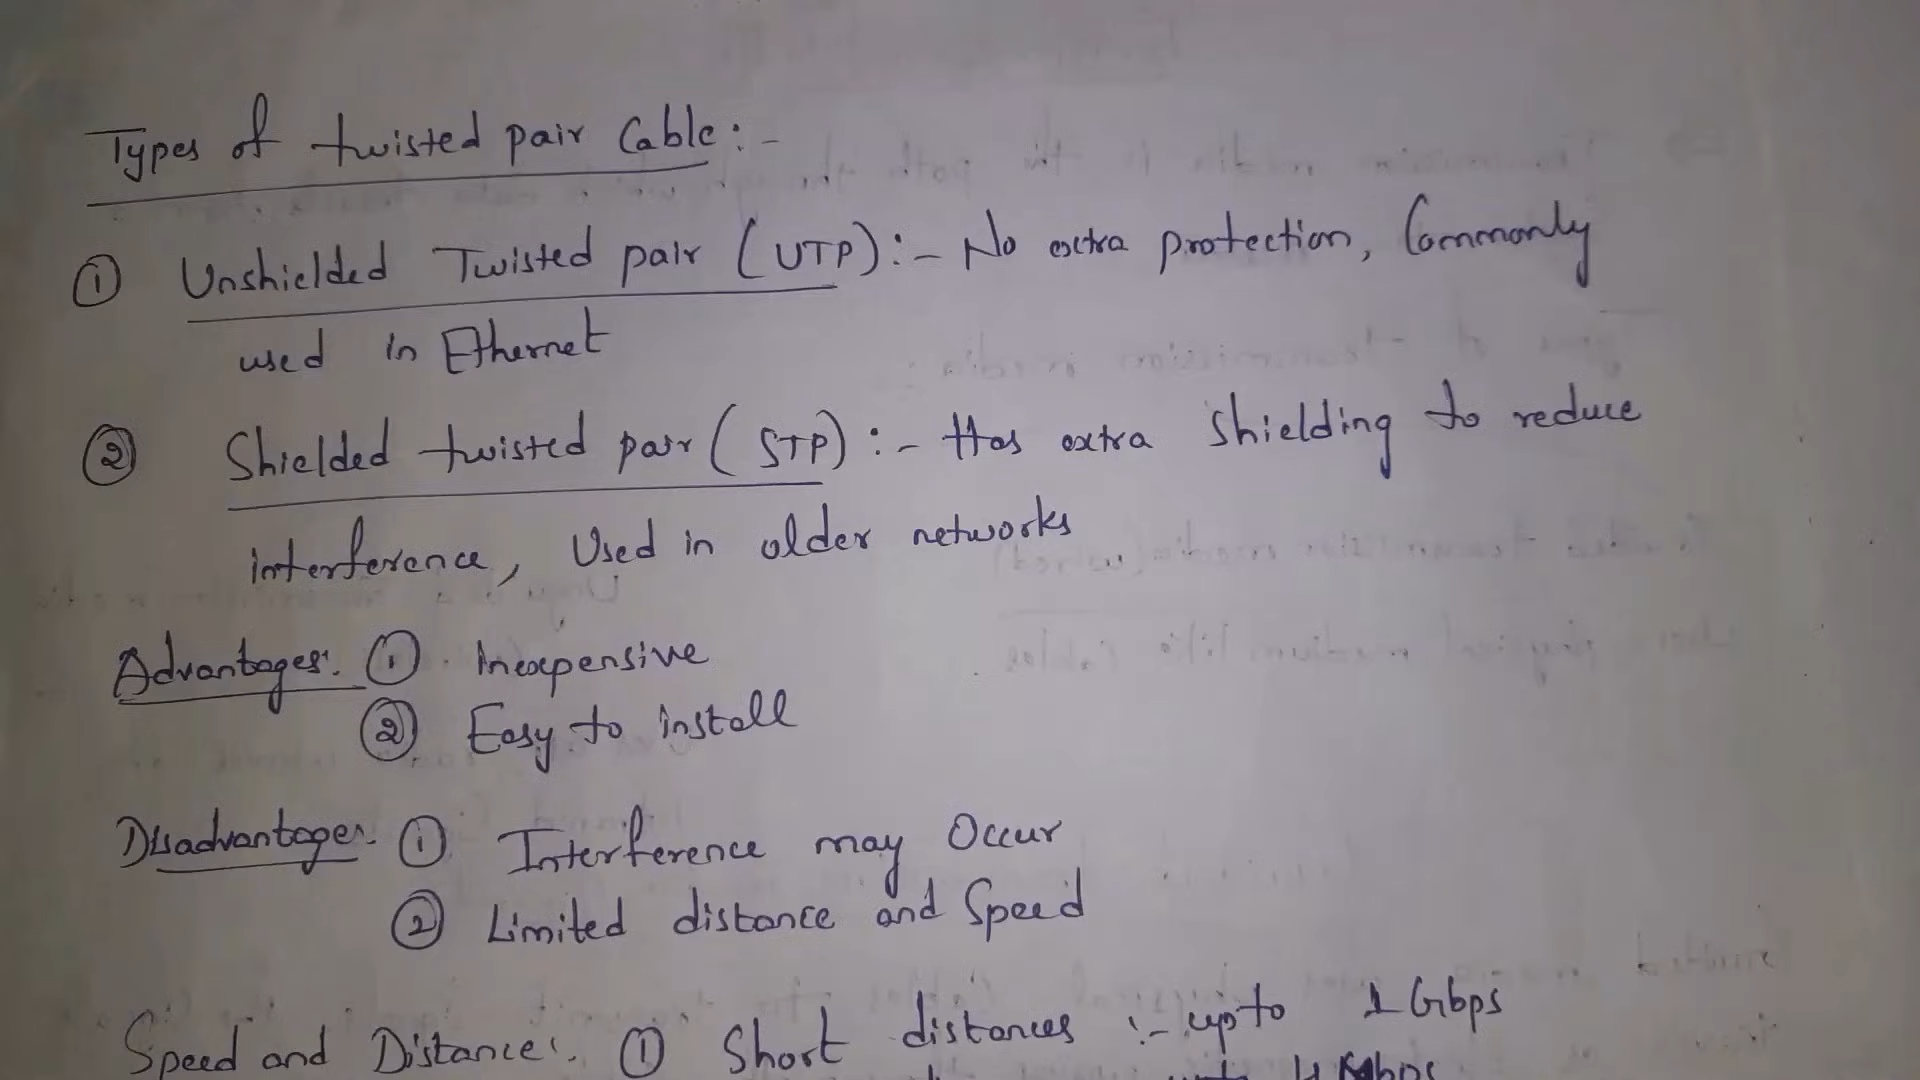 Types of twisted pair Cable:-
① Unshielded Twisted pair (UTP):- No extra protection, Commonly
used in Ethernet
② Shielded twisted pair (STP):- Has extra Shielding to reduce
interference, Used in older networks
Advantages:. ① Inexpensive
② Easy to install
Disadvantages. ① Interference may Occur
② Limited distance and Speed
Speed and Distance:. ① Short distances :- upto 1 Gbps